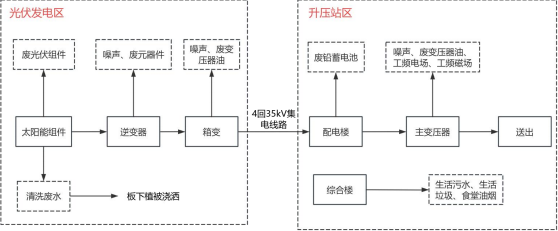 光伏发电区
升压站区
废光伏组件
噪声、废元器件
噪声、废变
压器油
废铅蓄电池
噪声、废变压器油、
工频电场、工频磁场
4回35kV集
电线路
太阳能组件
逆变器
箱变
配电楼
主变压器
送出
清洗废水
板下植被浇洒
综合楼
生活污水、生活
垃圾、食堂油烟